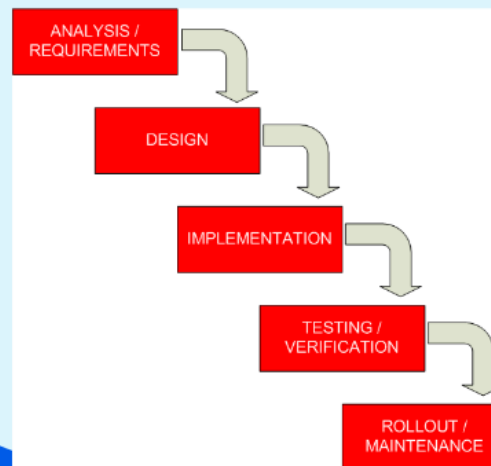 ANALYSIS /
REQUIREMENTS
DESIGN
IMPLEMENTATION
TESTING /
VERIFICATION
ROLLOUT /
MAINTENANCE